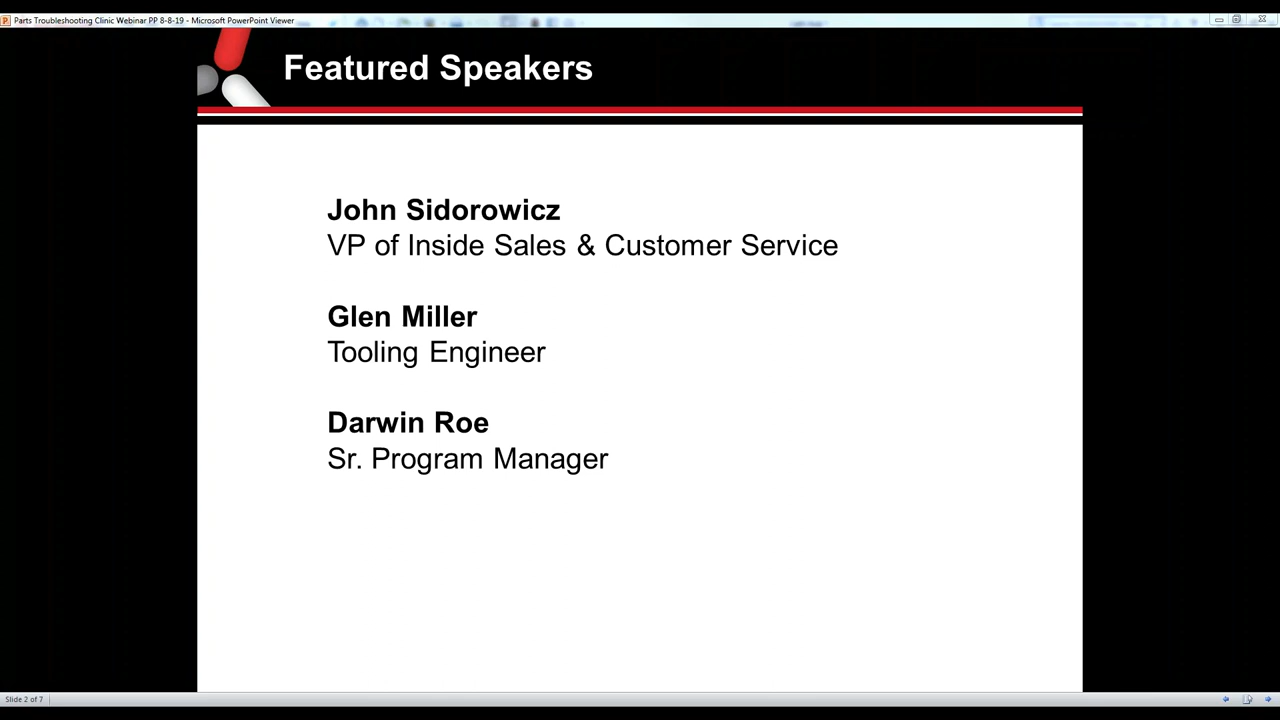 Parts Troubleshooting Clinic Webinar PP 8-8-19 - Microsoft PowerPoint Viewer
Featured Speakers
John Sidorowicz
VP of Inside Sales & Customer Service
Glen Miller
Tooling Engineer
Darwin Roe
Sr. Program Manager
Slide 2 of 7